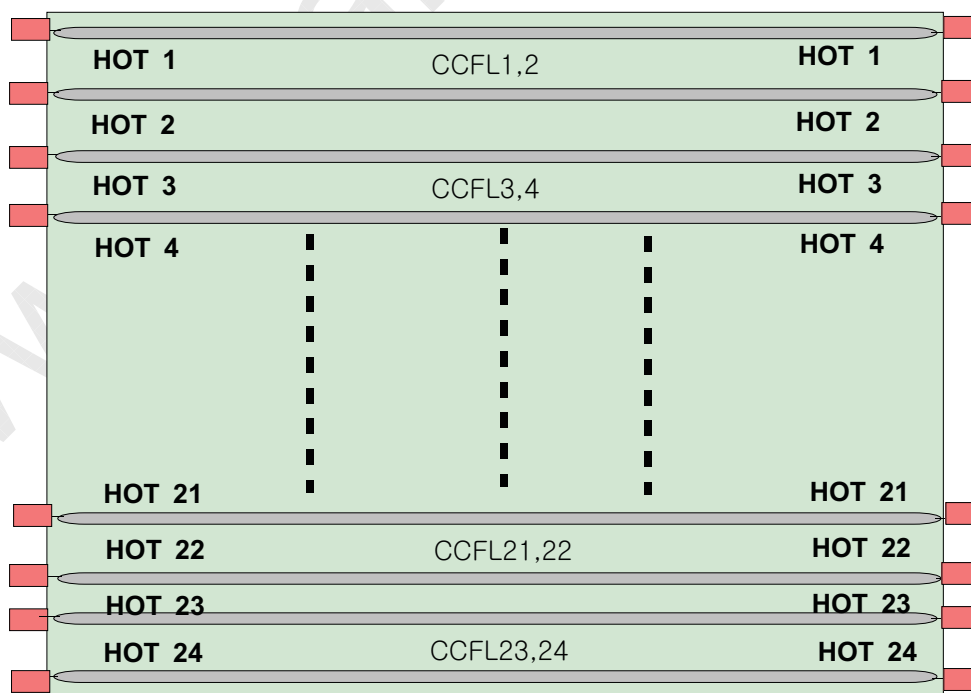 HOT 1 CCFL1,2 HOT 1
HOT 2 HOT 2
HOT 3 CCFL3,4 HOT 3
HOT 4 HOT 4
HOT 21 HOT 21
HOT 22 CCFL21,22 HOT 22
HOT 23 HOT 23
HOT 24 CCFL23,24 HOT 24